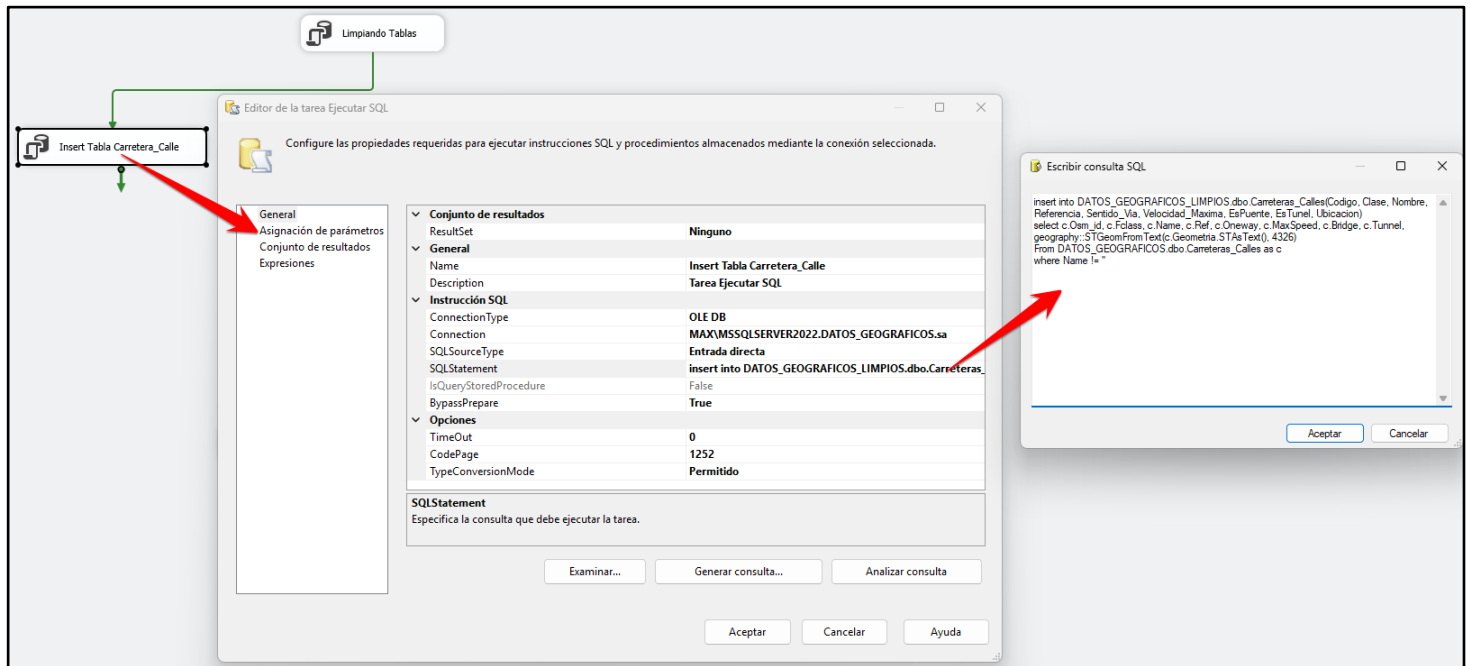 Limpiando Tablas
Insert Tabla Carretera_Calle
Editor de la tarea Ejecutar SQL
Configure las propiedades requeridas para ejecutar instrucciones SQL y procedimientos almacenados mediante la conexión seleccionada.
General
Asignación de parámetros
Conjunto de resultados
Expresiones
Conjunto de resultados
ResultSet Ninguno
General
Name Insert Tabla Carretera_Calle
Description Tarea Ejecutar SQL
Instrucción SQL
ConnectionType OLE DB
Connection MAX\MSSQLSERVER2022.DATOS_GEOGRAFICOS.sa
SQLSourceType Entrada directa
SQLStatement insert into DATOS_GEOGRAFICOS_LIMPIOS.dbo.Carreteras_
IsQueryStoredProcedure False
BypassPrepare True
Opciones
TimeOut 0
CodePage 1252
TypeConversionMode Permitido
SQLStatement
Especifica la consulta que debe ejecutar la tarea.
Examinar...
Generar consulta...
Analizar consulta
Aceptar
Cancelar
Ayuda
Escribir consulta SQL
insert into DATOS_GEOGRAFICOS_LIMPIOS.dbo.Carreteras_Calles(Codigo, Clase, Nombre,
Referencia, Sentido_Via, Velocidad_Maxima, EsPuente, EsTunel, Ubicacion)
select c.Osm_id, c.Fclass, c.Name, c.Ref, c.Oneway, c.MaxSpeed, c.Bridge, c.Tunnel,
geography::STGeomFromText(c.Geometria.STAsText(), 4326)
From DATOS_GEOGRAFICOS.dbo.Carreteras_Calles as c
where Name != ''
Aceptar
Cancelar